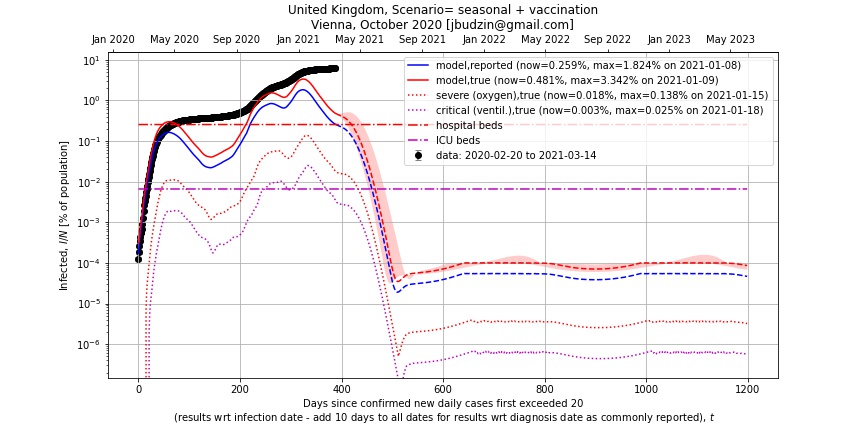 United Kingdom, Scenario= seasonal + vaccination
Vienna, October 2020 [jbudzin@gmail.com]
Jan 2020 May 2020 Sep 2020 Jan 2021 May 2021 Sep 2021 Jan 2022 May 2022 Sep 2022 Jan 2023 May 2023
model,reported (now=0.259%, max=1.824% on 2021-01-08)
model,true (now=0.481%, max=3.342% on 2021-01-09)
severe (oxygen),true (now=0.018%, max=0.138% on 2021-01-15)
critical (ventil.),true (now=0.003%, max=0.025% on 2021-01-18)
hospital beds
ICU beds
data: 2020-02-20 to 2021-03-14
Infected, I/N [% of population]
10¹
10⁰
10⁻¹
10⁻²
10⁻³
10⁻⁴
10⁻⁵
10⁻⁶
0 200 400 600 800 1000 1200
Days since confirmed new daily cases first exceeded 20
(results wrt infection date - add 10 days to all dates for results wrt diagnosis date as commonly reported), t